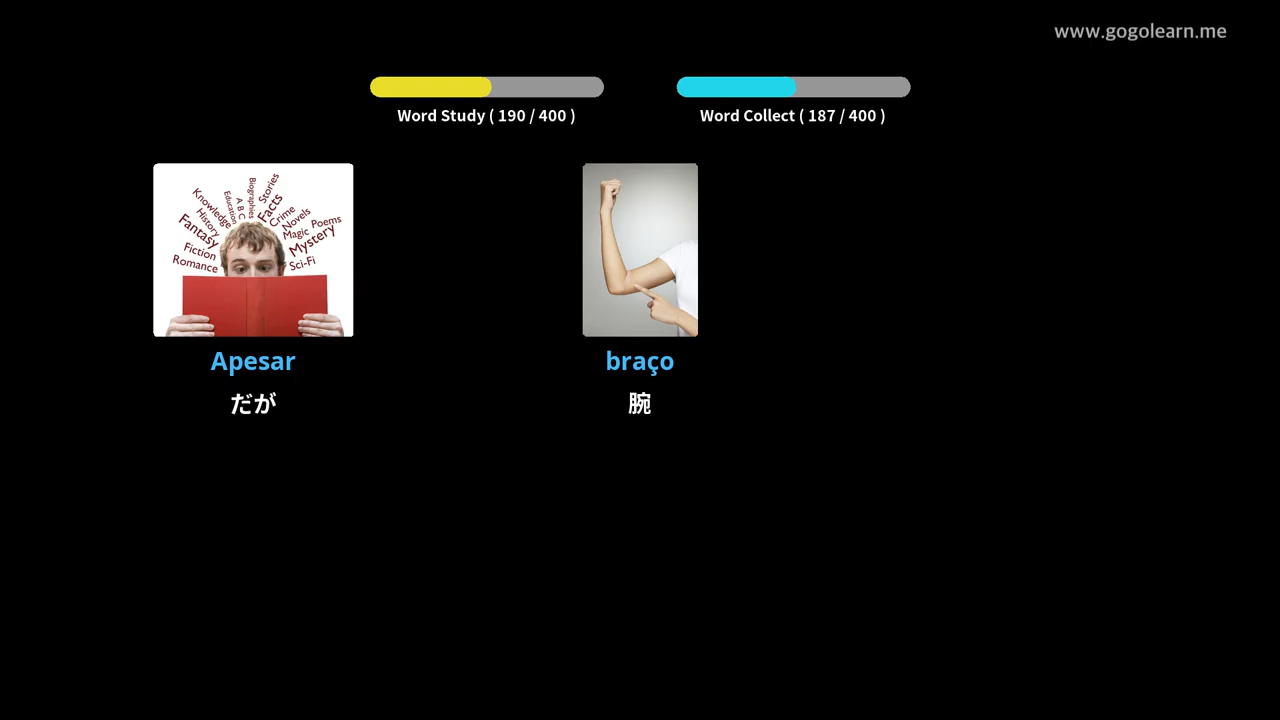 www.gogolearn.me
Word Study ( 190 / 400 )
Word Collect ( 187 / 400 )
Biographies
Stories
Knowledge
Education
A B C
Facts
Crime
History
Novels
Fantasy
Magic
Poems
Mystery
Fiction
Romance
Sci-Fi
Apesar
braço
だが
腕